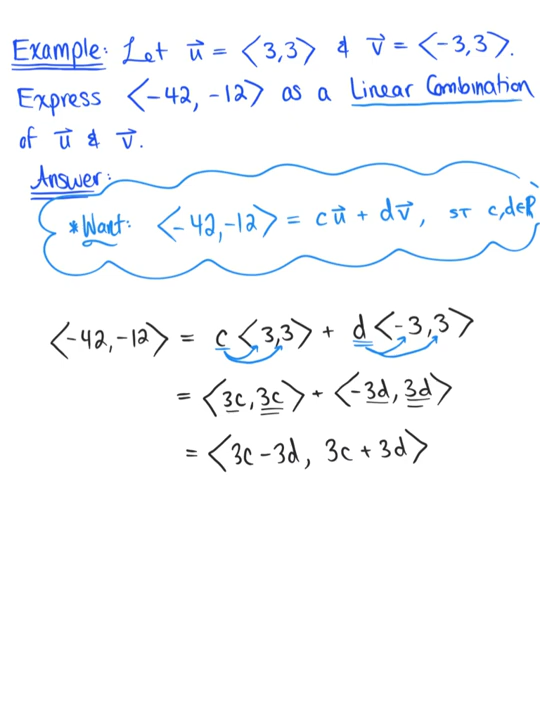 Example: Let u⃗ = <3,3> & v⃗ = <-3,3>.
Express <-42, -12> as a Linear Combination
of u⃗ & v⃗.
Answer:
*Want: <-42,-12> = cu⃗ + dv⃗, ST c,d∈ℝ
<-42,-12> = c<3,3> + d<-3,3>
= <3c, 3c> + <-3d, 3d>
= <3c-3d, 3c+3d>